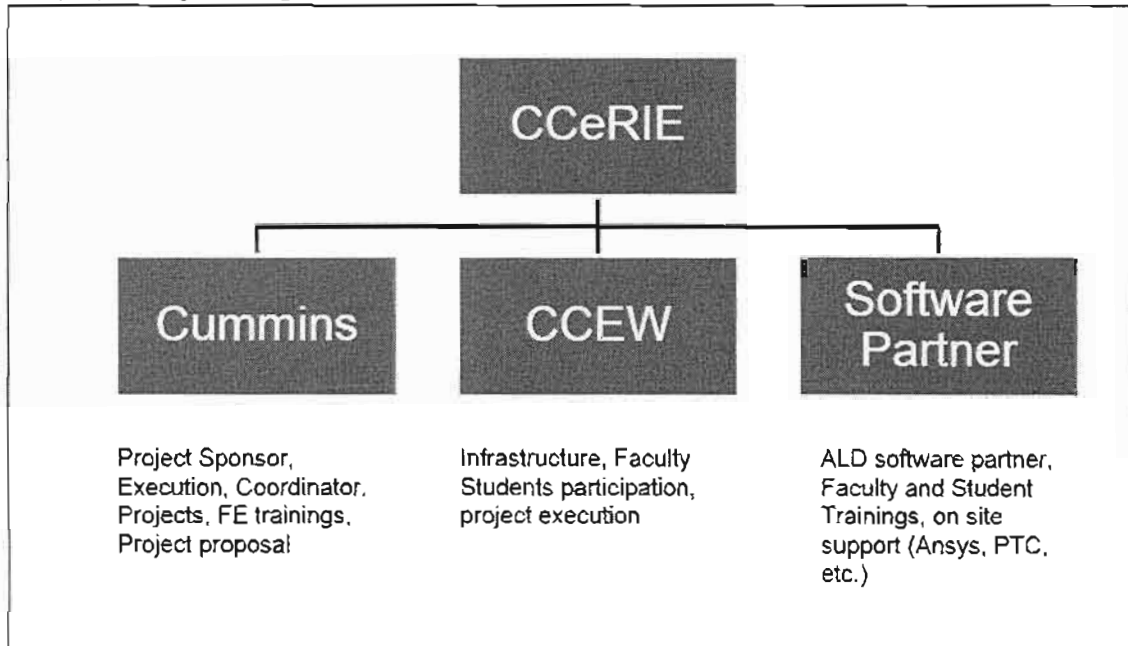 CCeRIE
Cummins
CCEW
Software
Partner
Project Sponsor,
Execution, Coordinator,
Projects, FE trainings,
Project proposal
Infrastructure, Faculty
Students participation,
project execution
ALD software partner,
Faculty and Student
Trainings, on site
support (Ansys, PTC,
etc.)